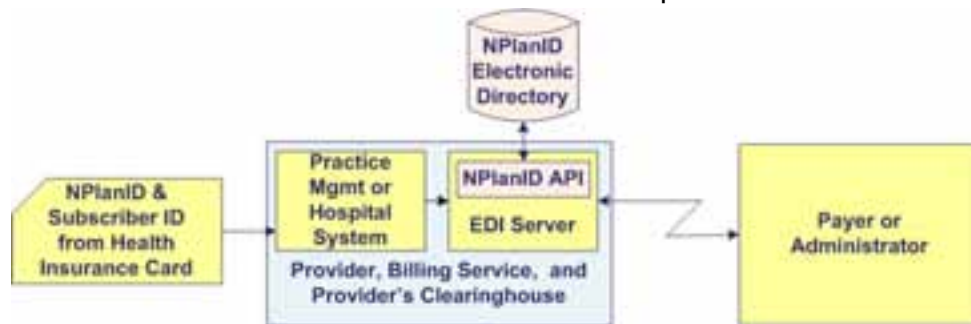 NPlanID
Electronic
Directory
NPlanID &
Subscriber ID
from Health
Insurance Card
Practice
Mgmt or
Hospital
System
NPlanID API
EDI Server
Provider, Billing Service, and
Provider's Clearinghouse
Payer or
Administrator